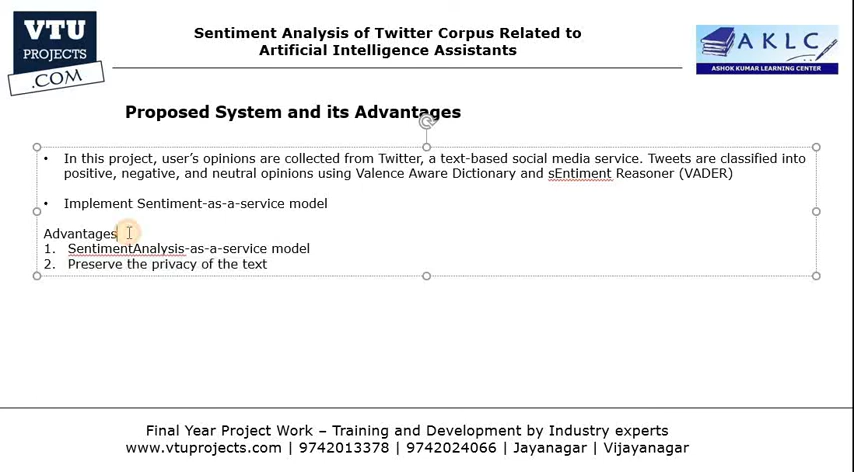 VTU
PROJECTS
.COM
Sentiment Analysis of Twitter Corpus Related to
Artificial Intelligence Assistants
AKLC
ASHOK KUMAR LEARNING CENTER
Proposed System and its Advantages
• In this project, user's opinions are collected from Twitter, a text-based social media service. Tweets are classified into
positive, negative, and neutral opinions using Valence Aware Dictionary and sEntiment Reasoner (VADER)
• Implement Sentiment-as-a-service model
Advantages
1. SentimentAnalysis-as-a-service model
2. Preserve the privacy of the text
Final Year Project Work – Training and Development by Industry experts
www.vtuprojects.com | 9742013378 | 9742024066 | Jayanagar | Vijayanagar